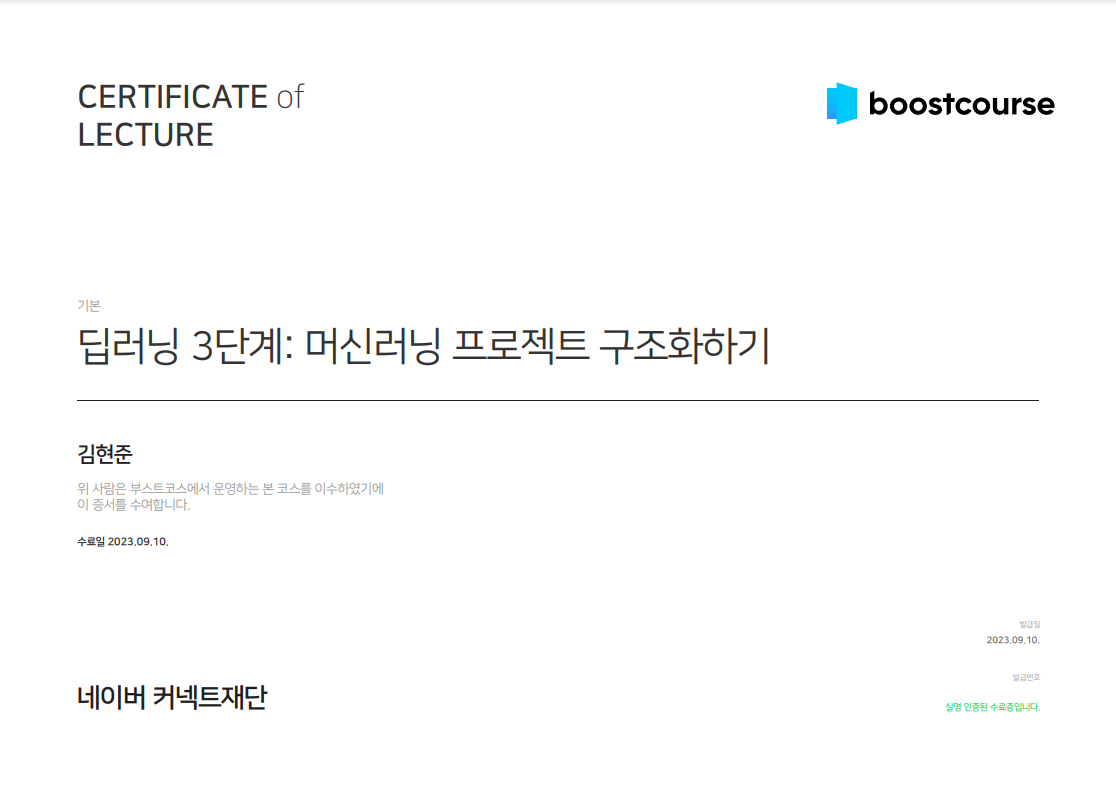 CERTIFICATE of
LECTURE
boostcourse
기본
딥러닝 3단계: 머신러닝 프로젝트 구조화하기
김현준
위 사람은 부스트코스에서 운영하는 본 코스를 이수하였기에
이 증서를 수여합니다.
수료일 2023.09.10.
발급일
2023.09.10.
발급번호
네이버 커넥트재단
실명 인증된 수료증입니다.